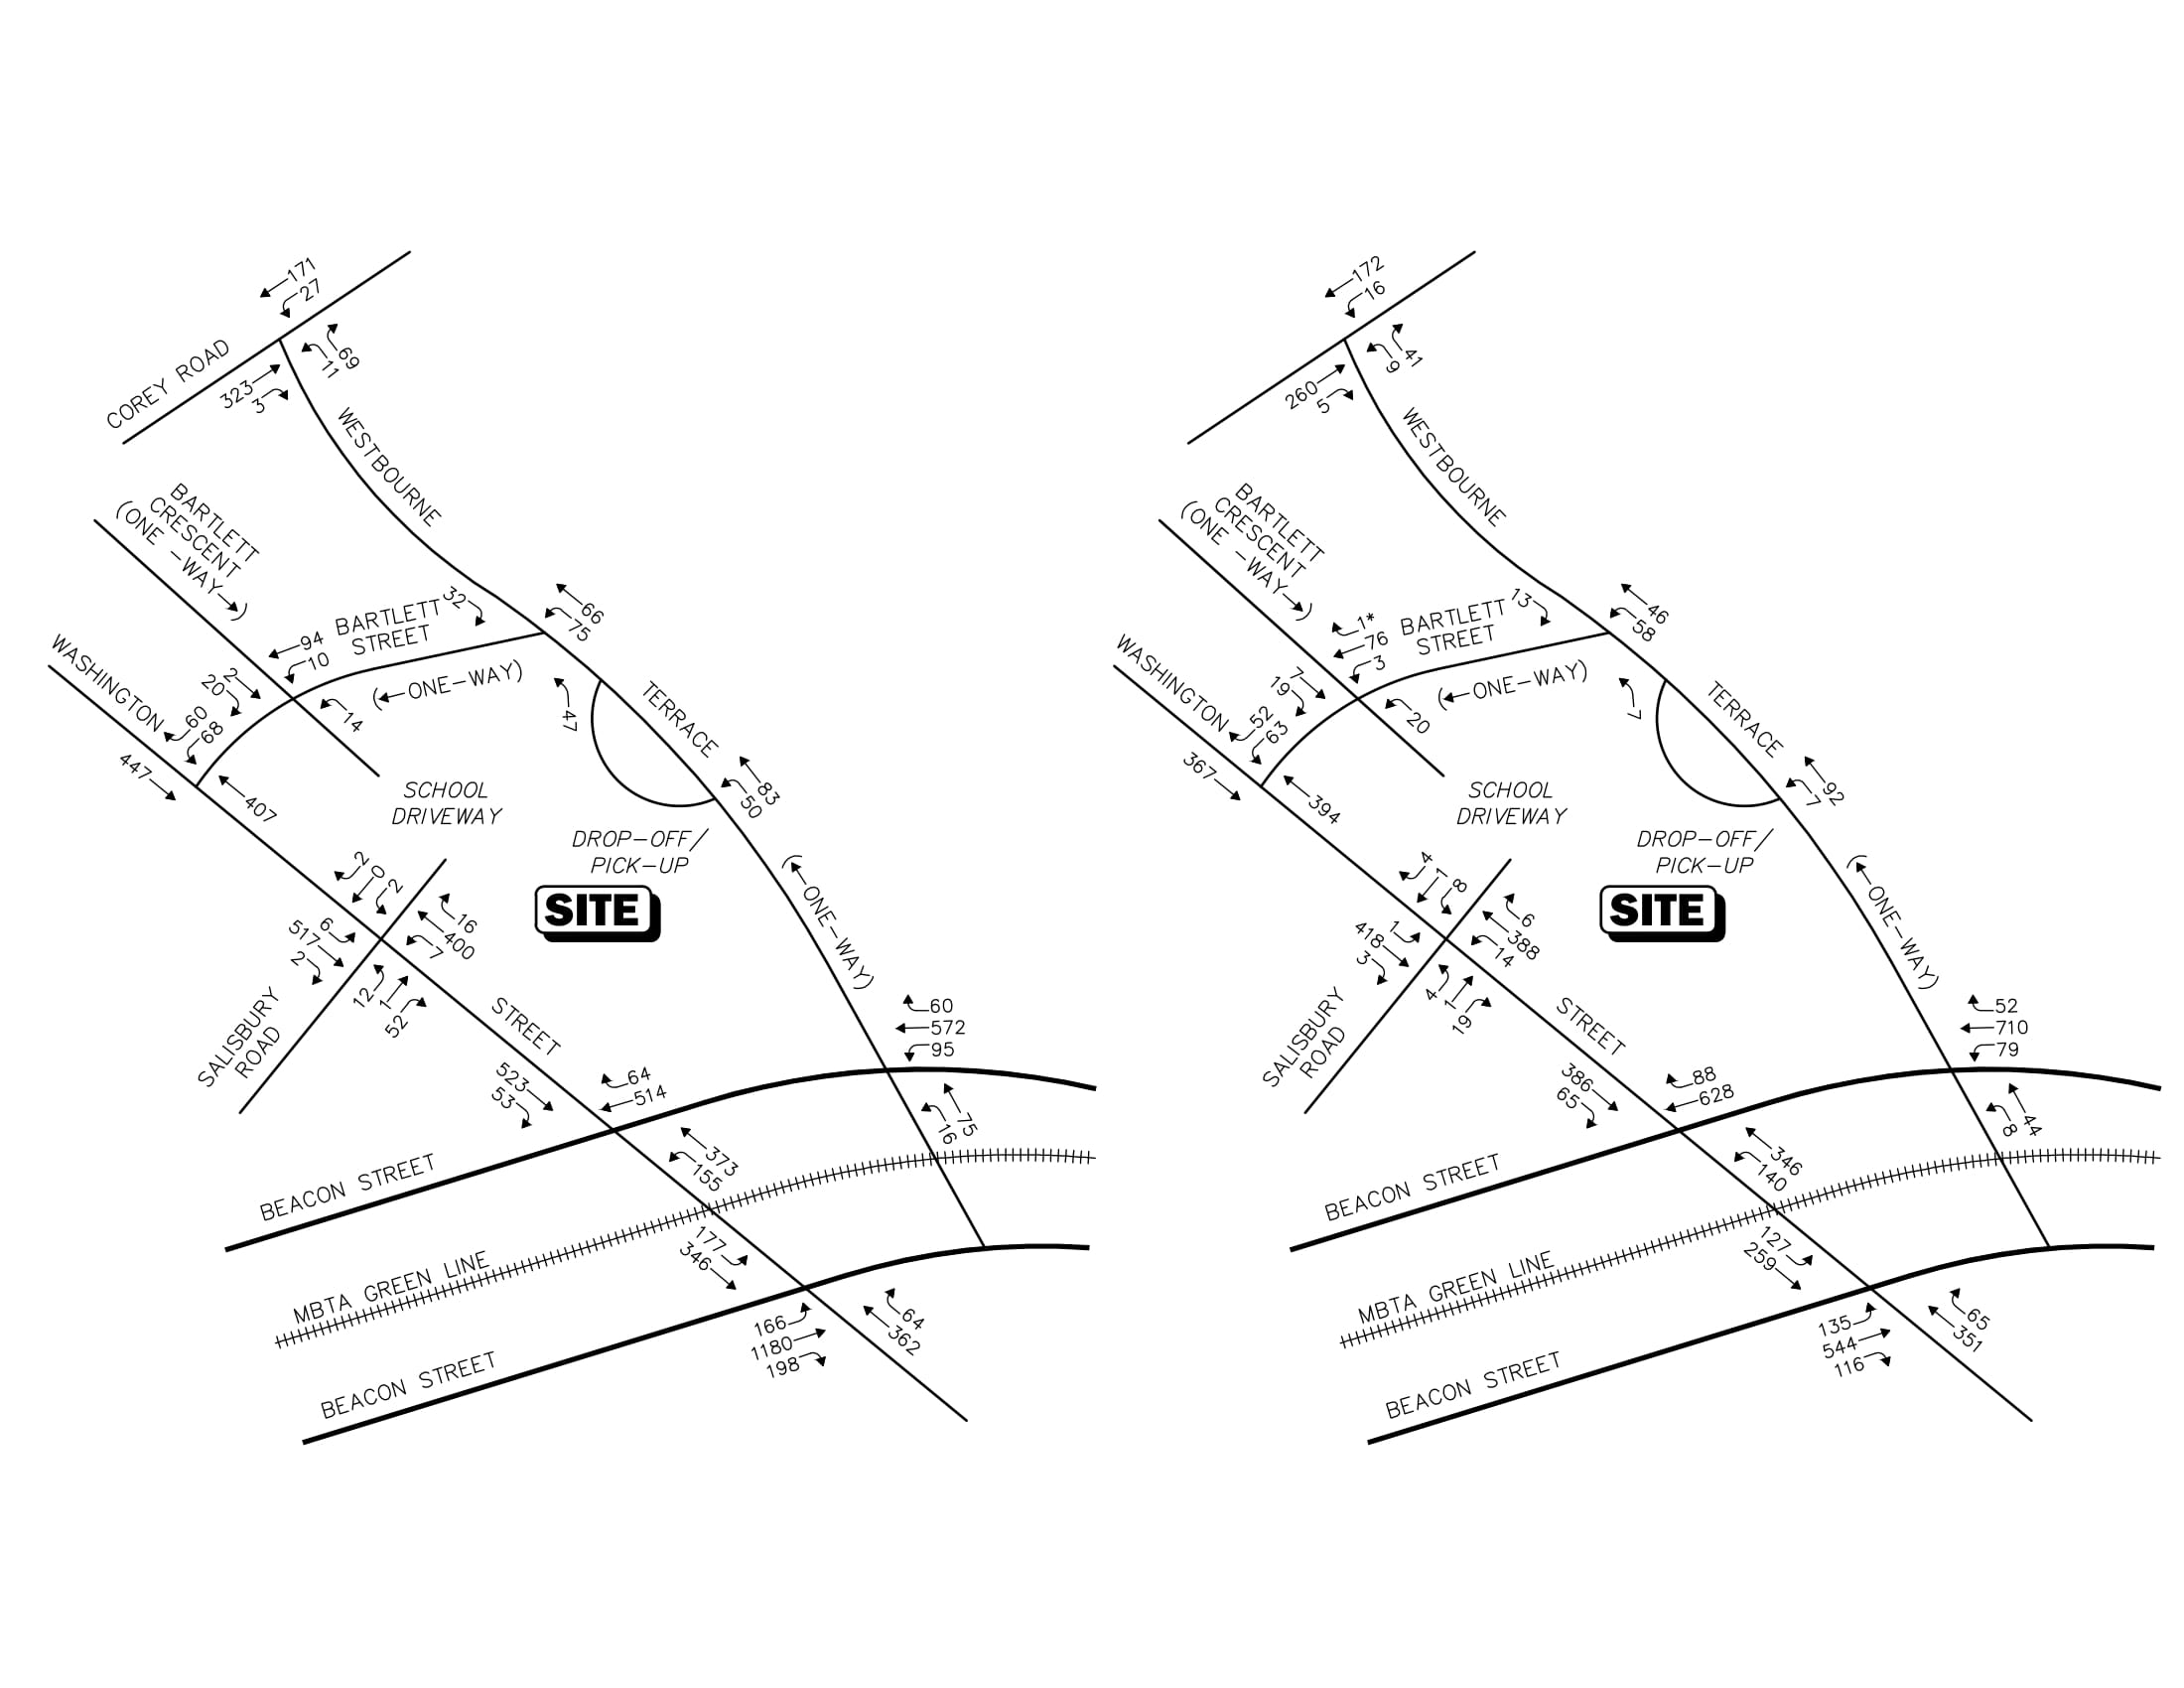 171
27
COREY ROAD
69
11
323
3
WESTBOURNE
BARTLETT
CRESCENT
(ONE -WAY→)
32
66
75
94
10
BARTLETT
STREET
(←ONE-WAY)
2
20
14
47
WASHINGTON
60
68
447
407
TERRACE
83
50
SCHOOL
DRIVEWAY
DROP-OFF/
PICK-UP
SITE
(←ONE-WAY)
2
0
2
6
517
2
16
400
7
12
1
52
SALISBURY
ROAD
STREET
60
572
95
523
53
64
514
75
16
373
155
BEACON STREET
177
346
MBTA GREEN LINE
166
1180
198
64
362
BEACON STREET
172
16
41
9
260
5
WESTBOURNE
BARTLETT
CRESCENT
(ONE -WAY→)
13
46
58
1*
76
3
BARTLETT
STREET
(←ONE-WAY)
7
19
20
7
WASHINGTON
52
63
367
394
TERRACE
92
7
SCHOOL
DRIVEWAY
DROP-OFF/
PICK-UP
SITE
(←ONE-WAY)
4
1
8
1
418
3
6
388
14
4
1
19
SALISBURY
ROAD
STREET
52
710
79
386
65
88
628
44
8
346
140
BEACON STREET
127
259
MBTA GREEN LINE
135
544
116
65
351
BEACON STREET